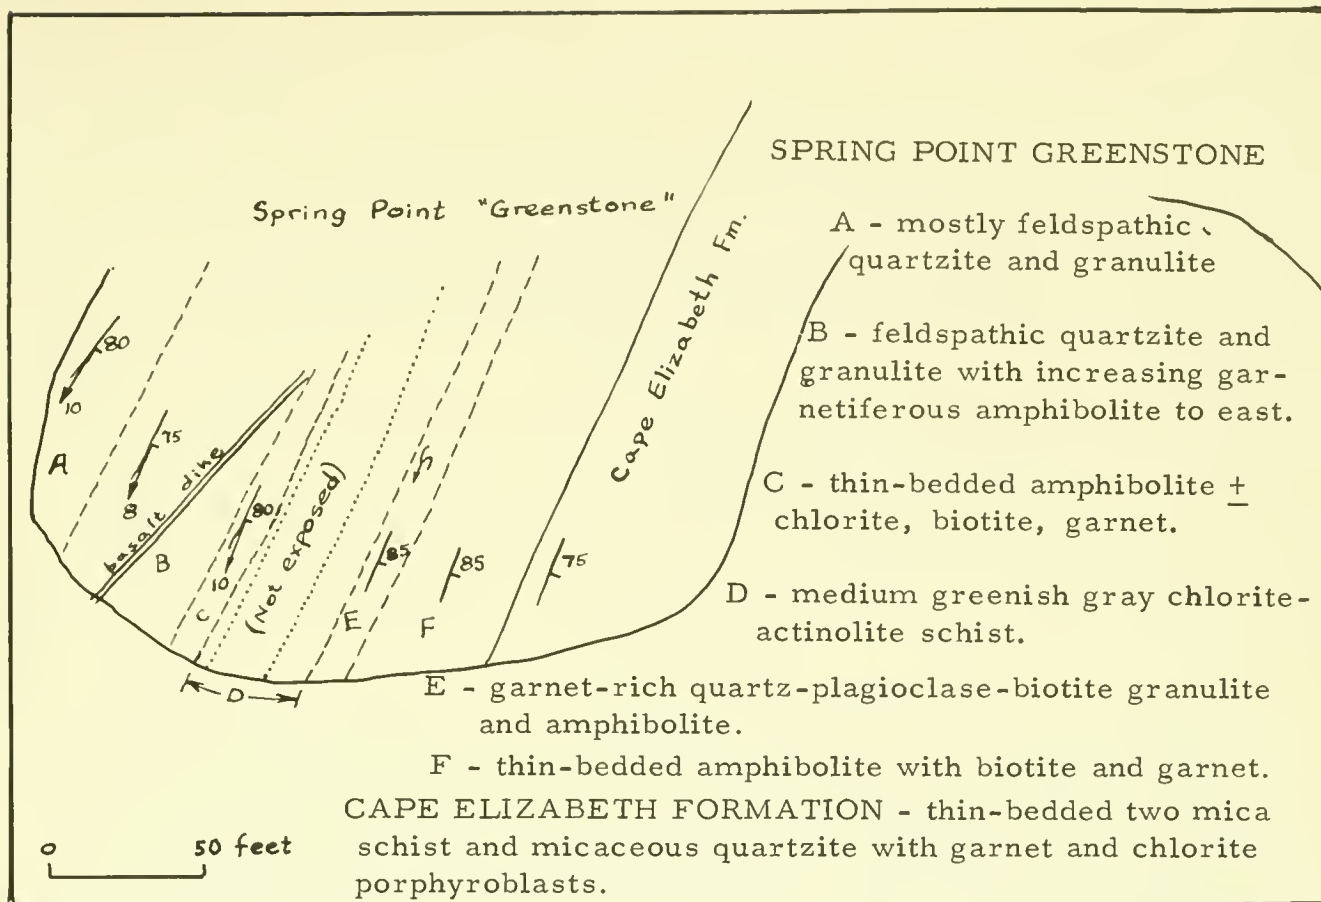 SPRING POINT GREENSTONE
Spring Point "Greenstone"
A - mostly feldspathic
quartzite and granulite
B - feldspathic quartzite and
granulite with increasing gar-
netiferous amphibolite to east.
C - thin-bedded amphibolite ±
chlorite, biotite, garnet.
D - medium greenish gray chlorite-
actinolite schist.
E - garnet-rich quartz-plagioclase-biotite granulite
and amphibolite.
F - thin-bedded amphibolite with biotite and garnet.
CAPE ELIZABETH FORMATION - thin-bedded two mica
schist and micaceous quartzite with garnet and chlorite
porphyroblasts.
Cape Elizabeth Fm.
80
10
A
75
8
basalt dike
B
80
10
C
(Not exposed)
D
85
E
85
F
75
0 50 feet